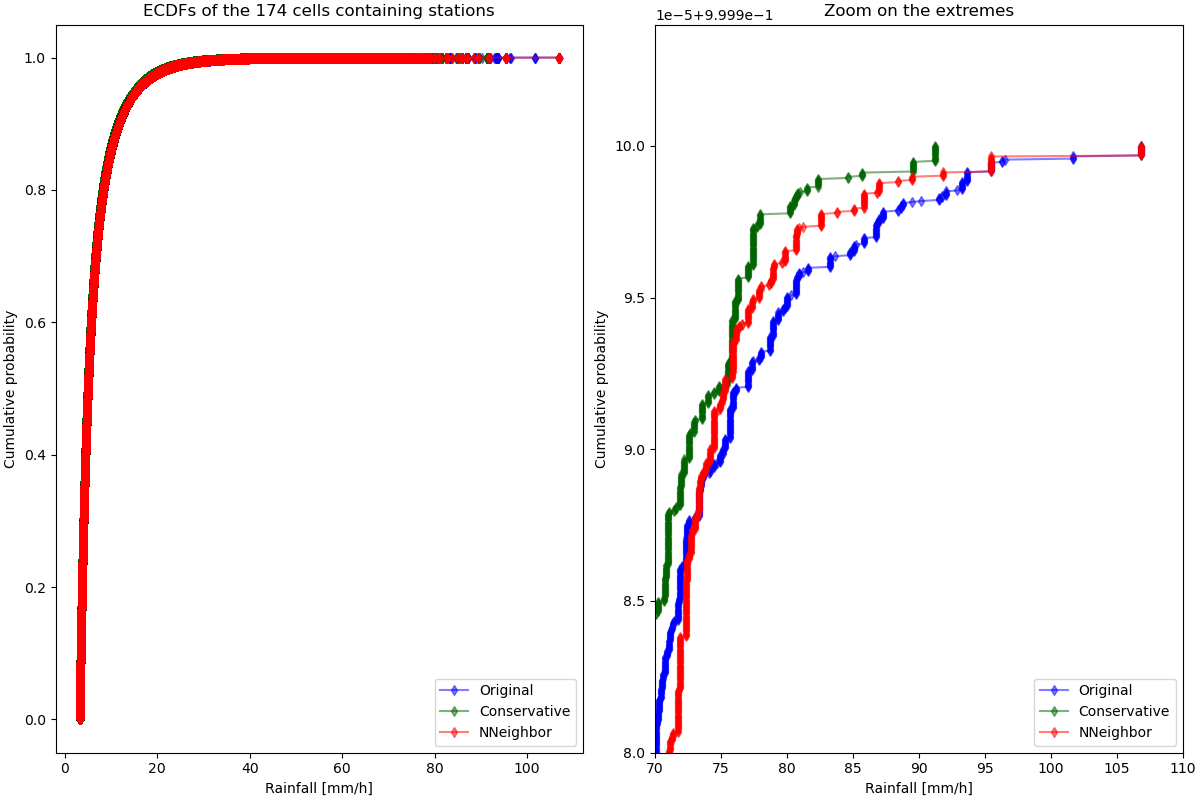 ECDFs of the 174 cells containing stations
Cumulative probability
1.0
0.8
0.6
0.4
0.2
0.0
0 20 40 60 80 100
Rainfall [mm/h]
Original
Conservative
NNeighbor
Zoom on the extremes
1e−5+9.999e−1
Cumulative probability
10.0
9.5
9.0
8.5
8.0
70 75 80 85 90 95 100 105 110
Rainfall [mm/h]
Original
Conservative
NNeighbor